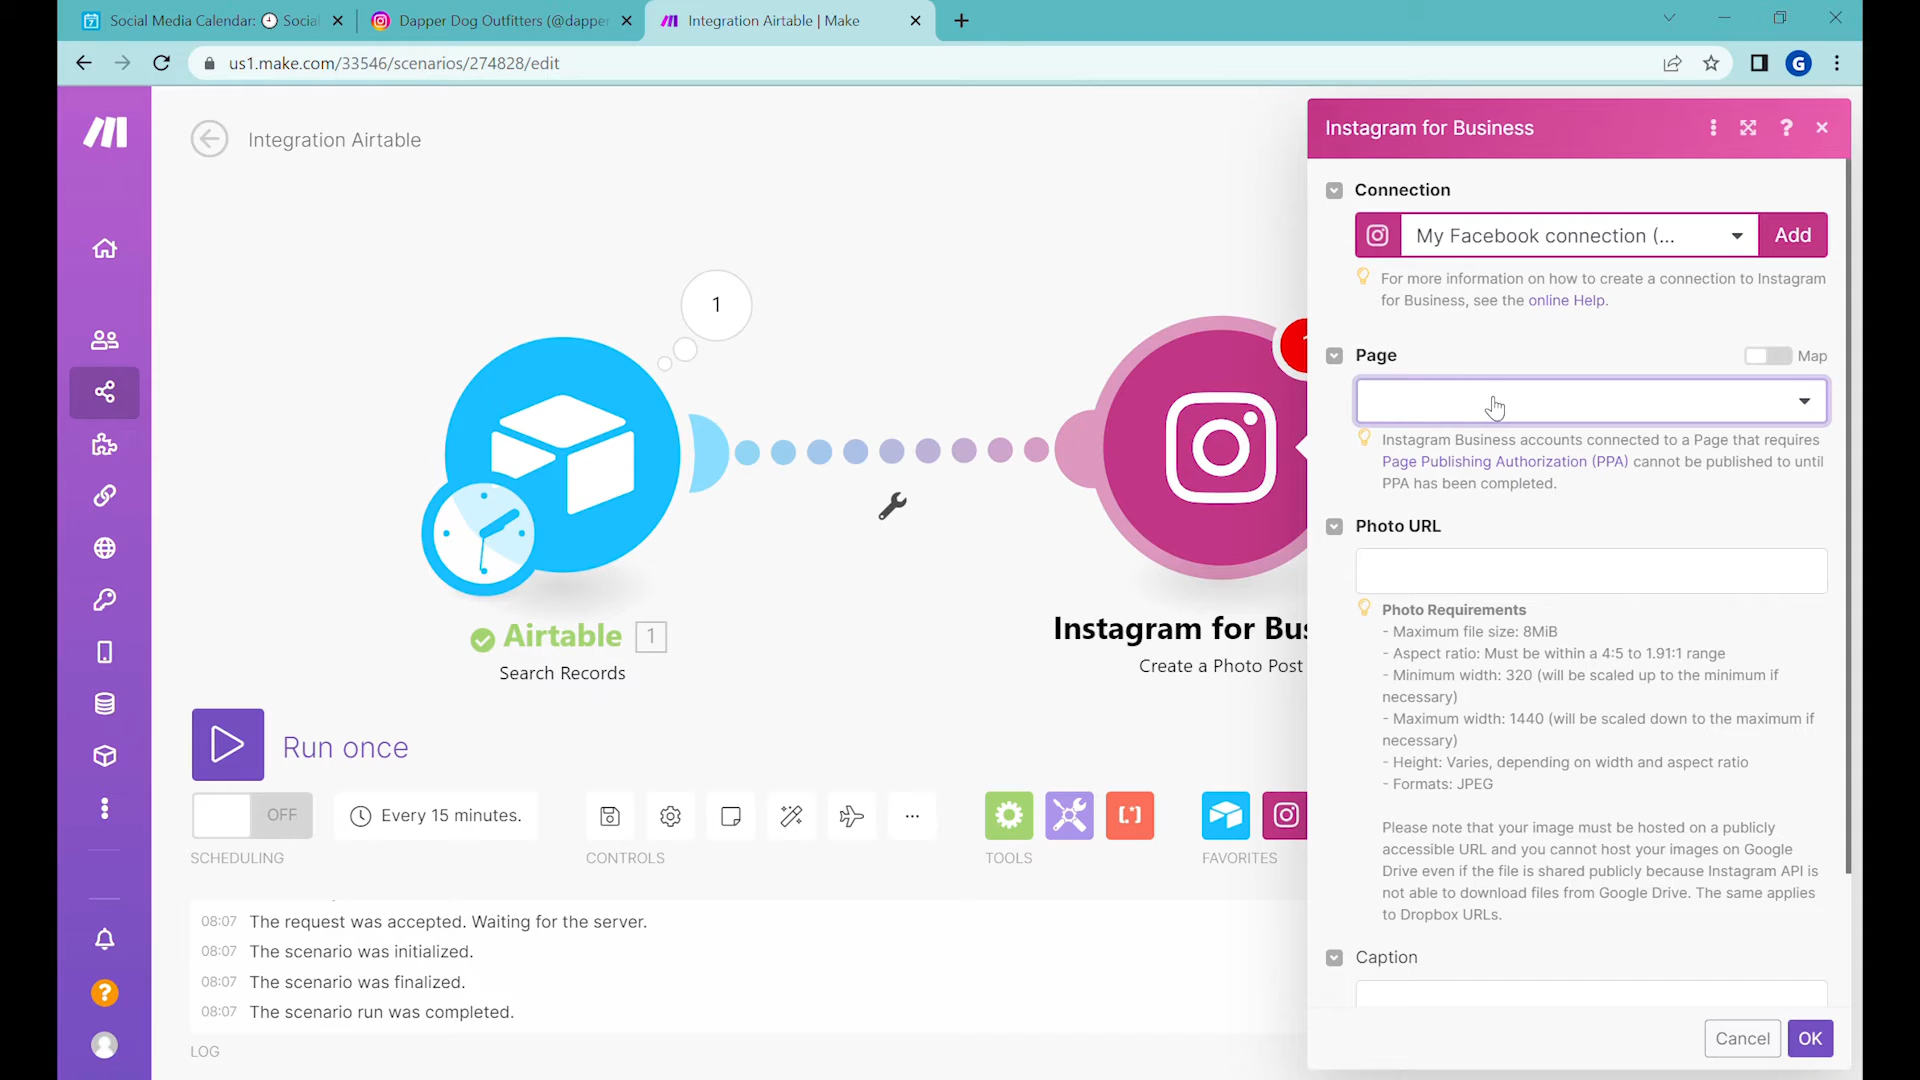 Social Media Calendar: Social
Dapper Dog Outfitters (@dapper
Integration Airtable | Make
us1.make.com/33546/scenarios/274828/edit
G
Integration Airtable
Instagram for Business
Connection
My Facebook connection (...
Add
For more information on how to create a connection to Instagram
for Business, see the online Help.
1
Page
Map
Instagram Business accounts connected to a Page that requires
Page Publishing Authorization (PPA) cannot be published to until
PPA has been completed.
Photo URL
Photo Requirements
- Maximum file size: 8MiB
- Aspect ratio: Must be within a 4:5 to 1.91:1 range
- Minimum width: 320 (will be scaled up to the minimum if
necessary)
- Maximum width: 1440 (will be scaled down to the maximum if
necessary)
- Height: Varies, depending on width and aspect ratio
- Formats: JPEG
Please note that your image must be hosted on a publicly
accessible URL and you cannot host your images on Google
Drive even if the file is shared publicly because Instagram API is
not able to download files from Google Drive. The same applies
to Dropbox URLs.
Caption
Cancel
OK
Airtable 1
Search Records
Instagram for Bus
Create a Photo Post
Run once
OFF
Every 15 minutes.
SCHEDULING
CONTROLS
TOOLS
FAVORITES
08:07 The request was accepted. Waiting for the server.
08:07 The scenario was initialized.
08:07 The scenario was finalized.
08:07 The scenario run was completed.
LOG